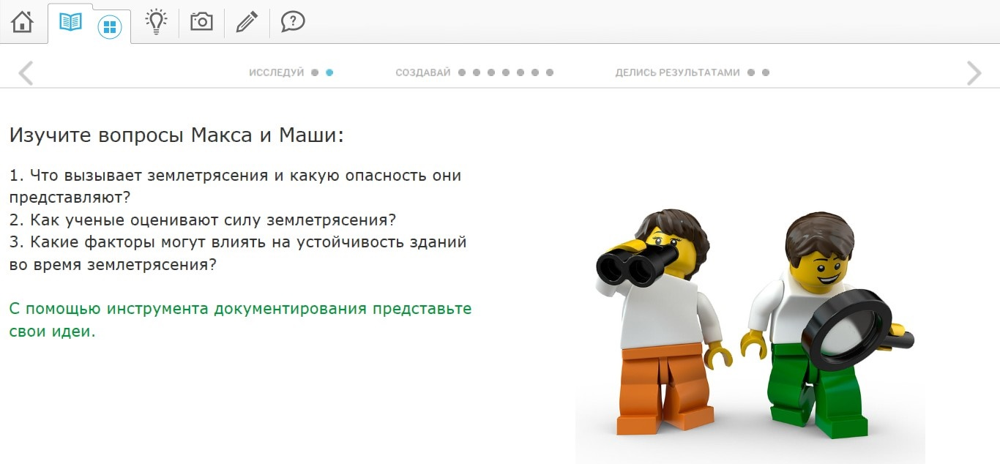 ИССЛЕДУЙ
СОЗДАВАЙ
ДЕЛИСЬ РЕЗУЛЬТАТАМИ
Изучите вопросы Макса и Маши:
1. Что вызывает землетрясения и какую опасность они
представляют?
2. Как ученые оценивают силу землетрясения?
3. Какие факторы могут влиять на устойчивость зданий
во время землетрясения?
С помощью инструмента документирования представьте
свои идеи.